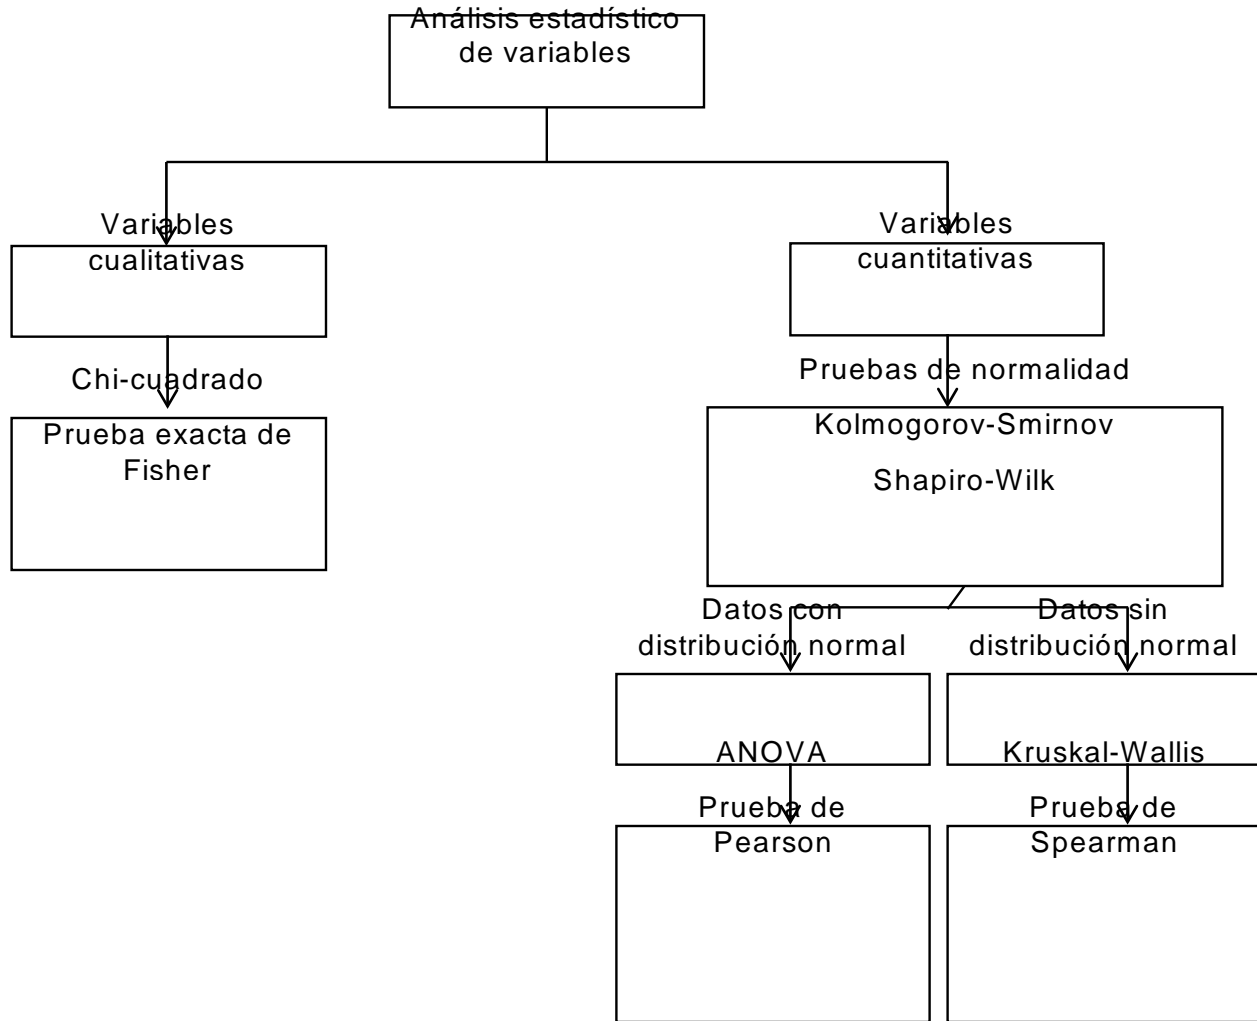 Análisis estadístico
de variables
Variables
cualitativas
Variables
cuantitativas
Chi-cuadrado
Prueba exacta de
Fisher
Pruebas de normalidad
Kolmogorov-Smirnov
Shapiro-Wilk
Datos con
distribución normal
Datos sin
distribución normal
ANOVA
Kruskal-Wallis
Prueba de
Pearson
Prueba de
Spearman